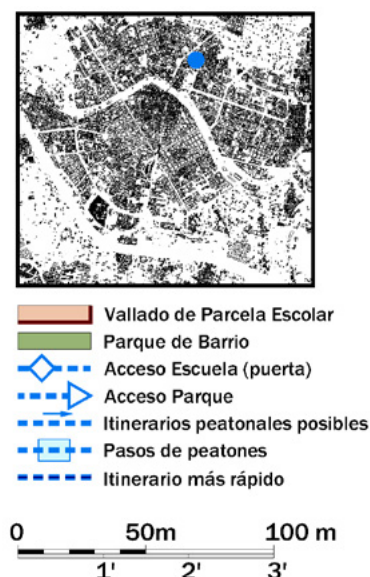 Vallado de Parcela Escolar
Parque de Barrio
Acceso Escuela (puerta)
Acceso Parque
Itinerarios peatonales posibles
Pasos de peatones
Itinerario más rápido
0 50m 100 m
1' 2' 3'